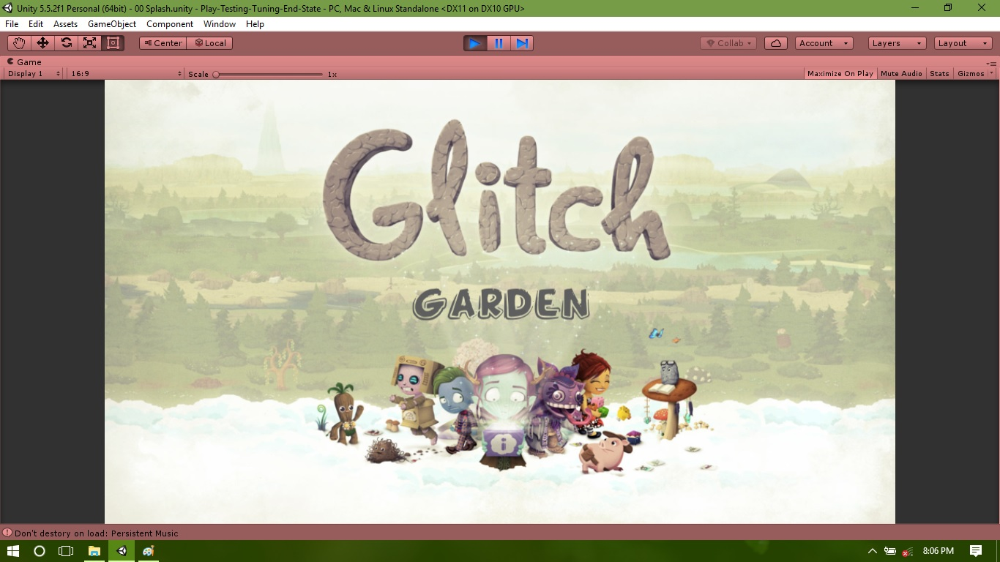 Unity 5.5.2f1 Personal (64bit) - 00 Splash.unity - Play-Testing-Tuning-End-State - PC, Mac & Linux Standalone <DX11 on DX10 GPU>
File Edit Assets GameObject Component Window Help
Center Local Collab Account Layers Layout
Game
Display 1 16:9 Scale 1x Maximize On Play Mute Audio Stats Gizmos
Glitch
GARDEN
i
Don't destory on load: Persistent Music
8:06 PM